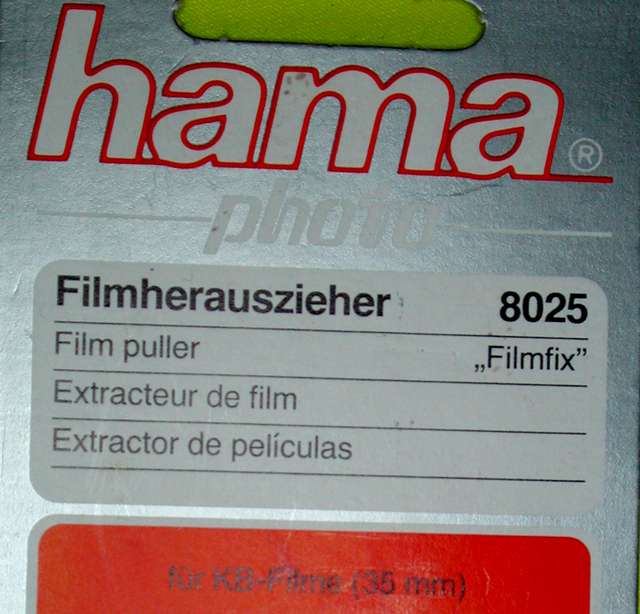 hama®
photo
Filmherauszieher 8025
Film puller „Filmfix”
Extracteur de film
Extractor de películas
für KB-Filme (35 mm)